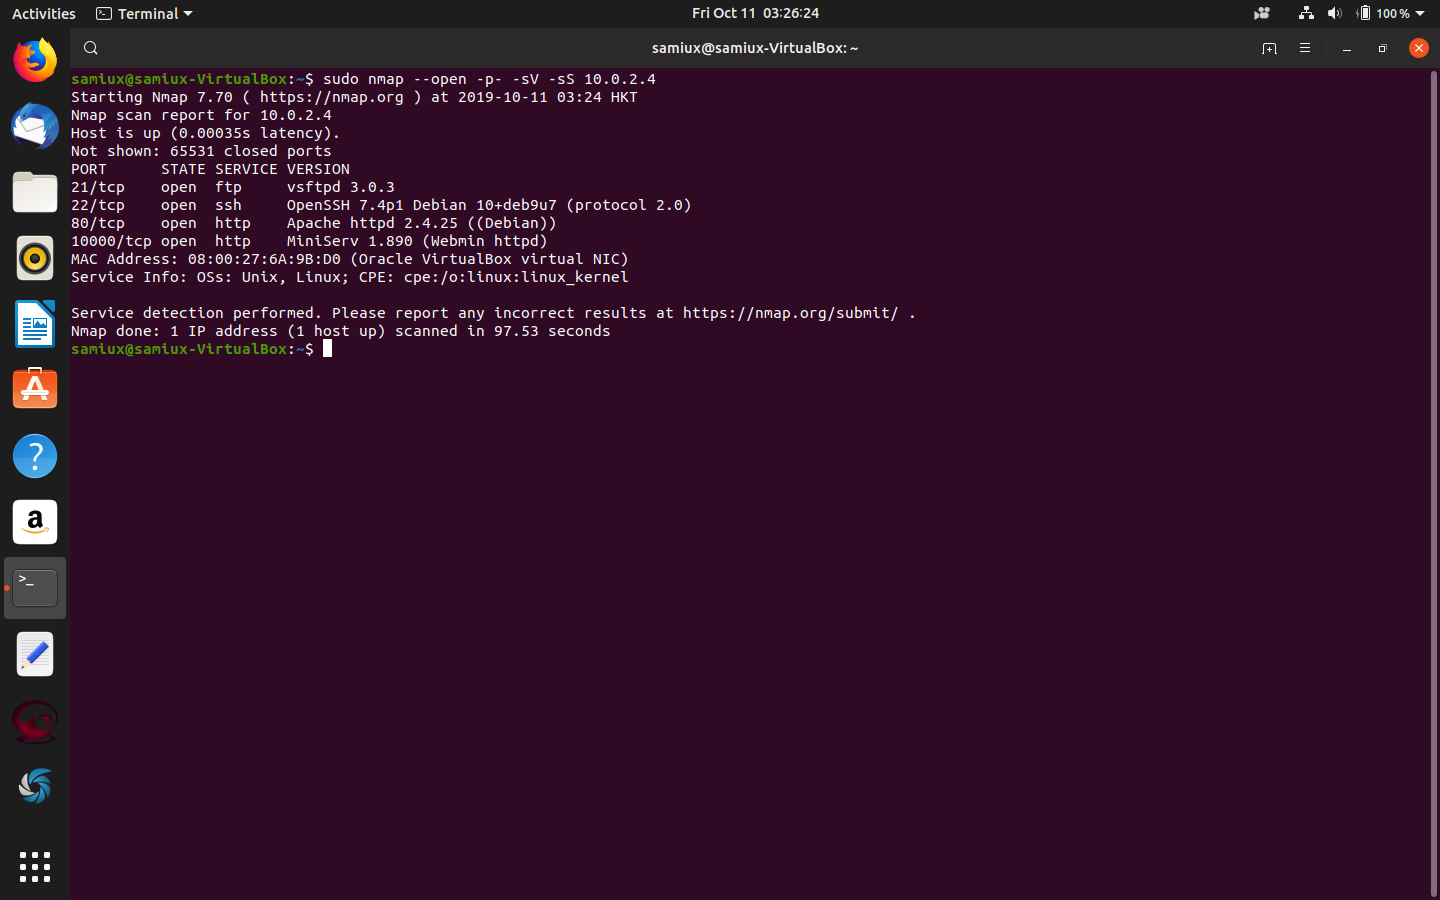 Activities Terminal Fri Oct 11 03:26:24 100 %
samiux@samiux-VirtualBox: ~
samiux@samiux-VirtualBox:~$ sudo nmap --open -p- -sV -sS 10.0.2.4
Starting Nmap 7.70 ( https://nmap.org ) at 2019-10-11 03:24 HKT
Nmap scan report for 10.0.2.4
Host is up (0.00035s latency).
Not shown: 65531 closed ports
PORT      STATE SERVICE VERSION
21/tcp    open  ftp     vsftpd 3.0.3
22/tcp    open  ssh     OpenSSH 7.4p1 Debian 10+deb9u7 (protocol 2.0)
80/tcp    open  http    Apache httpd 2.4.25 ((Debian))
10000/tcp open  http    MiniServ 1.890 (Webmin httpd)
MAC Address: 08:00:27:6A:9B:D0 (Oracle VirtualBox virtual NIC)
Service Info: OSs: Unix, Linux; CPE: cpe:/o:linux:linux_kernel

Service detection performed. Please report any incorrect results at https://nmap.org/submit/ .
Nmap done: 1 IP address (1 host up) scanned in 97.53 seconds
samiux@samiux-VirtualBox:~$
?
a
>_